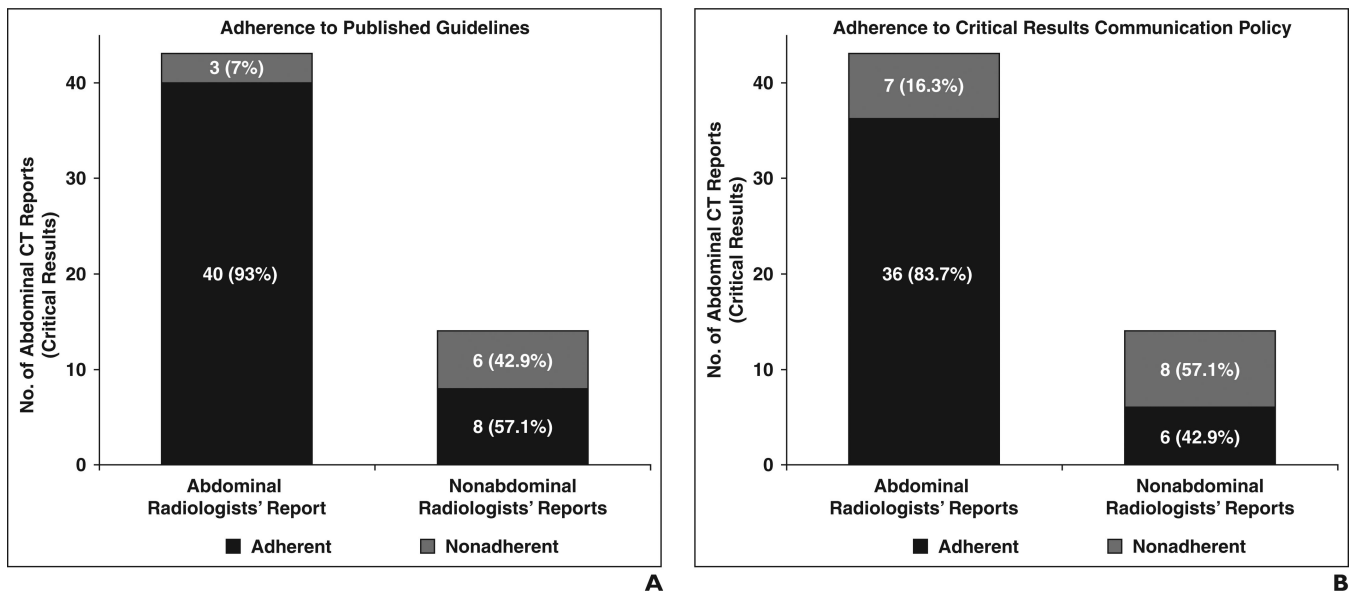 Adherence to Published Guidelines
No. of Abdominal CT Reports
(Critical Results)
40
30
20
10
0
3 (7%)
40 (93%)
6 (42.9%)
8 (57.1%)
Abdominal
Radiologists’ Report
Nonabdominal
Radiologists’ Reports
Adherent
Nonadherent
A
Adherence to Critical Results Communication Policy
No. of Abdominal CT Reports
(Critical Results)
40
30
20
10
0
7 (16.3%)
36 (83.7%)
8 (57.1%)
6 (42.9%)
Abdominal
Radiologists’ Reports
Nonabdominal
Radiologists’ Reports
Adherent
Nonadherent
B